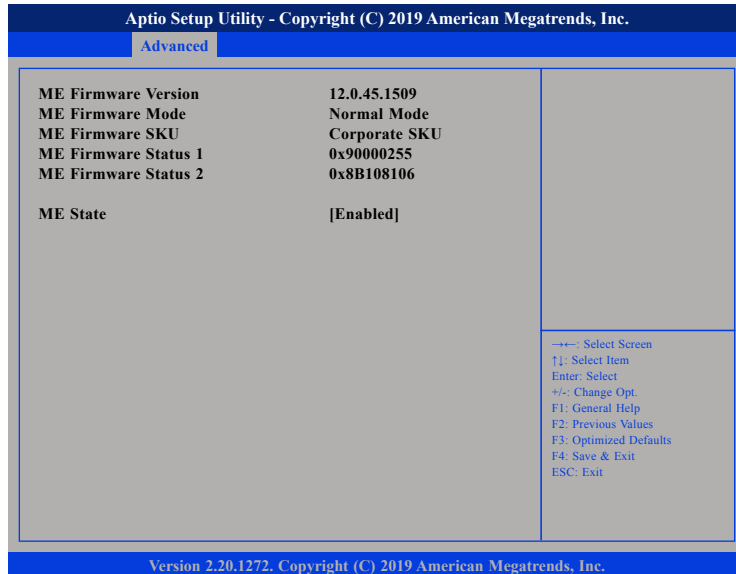 Aptio Setup Utility - Copyright (C) 2019 American Megatrends, Inc.
Advanced
ME Firmware Version 12.0.45.1509
ME Firmware Mode Normal Mode
ME Firmware SKU Corporate SKU
ME Firmware Status 1 0x90000255
ME Firmware Status 2 0x8B108106
ME State [Enabled]
→←: Select Screen
↑↓: Select Item
Enter: Select
+/-: Change Opt.
F1: General Help
F2: Previous Values
F3: Optimized Defaults
F4: Save & Exit
ESC: Exit
Version 2.20.1272. Copyright (C) 2019 American Megatrends, Inc.